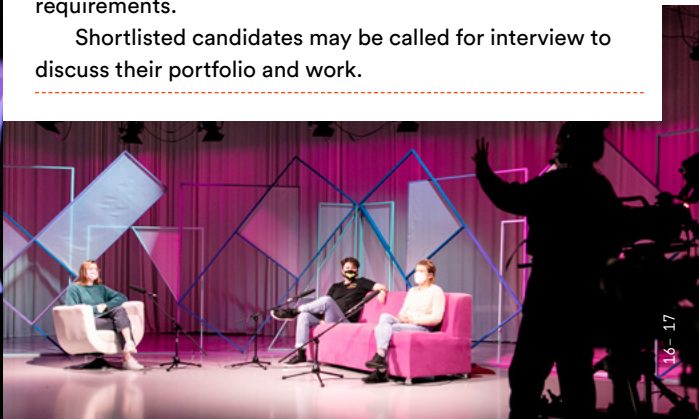 requirements.
Shortlisted candidates may be called for interview to
discuss their portfolio and work.
16– 17